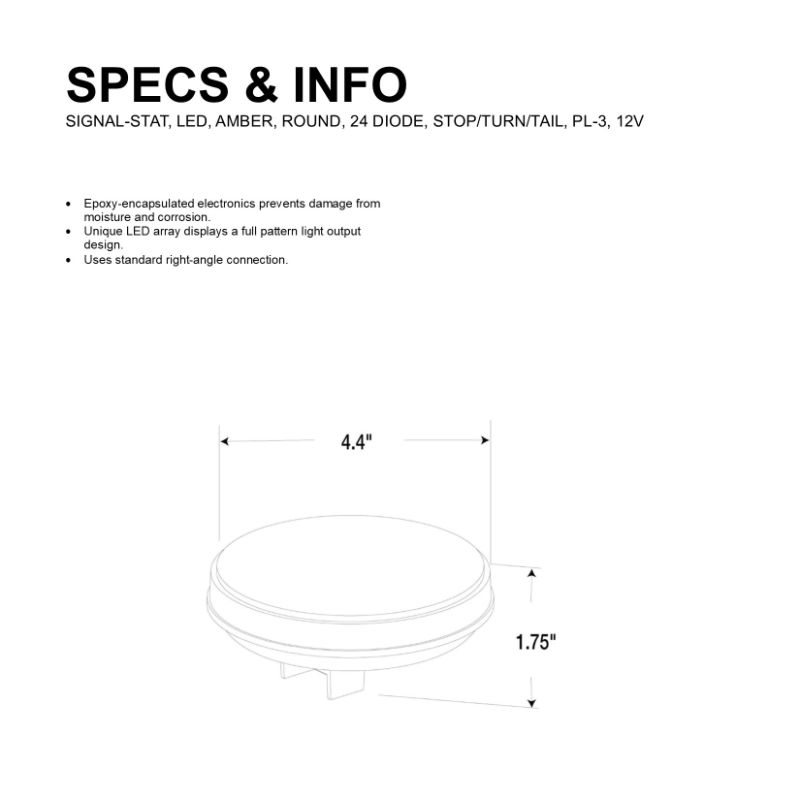 SPECS & INFO
SIGNAL-STAT, LED, AMBER, ROUND, 24 DIODE, STOP/TURN/TAIL, PL-3, 12V
• Epoxy-encapsulated electronics prevents damage from
moisture and corrosion.
• Unique LED array displays a full pattern light output
design.
• Uses standard right-angle connection.
4.4"
1.75"